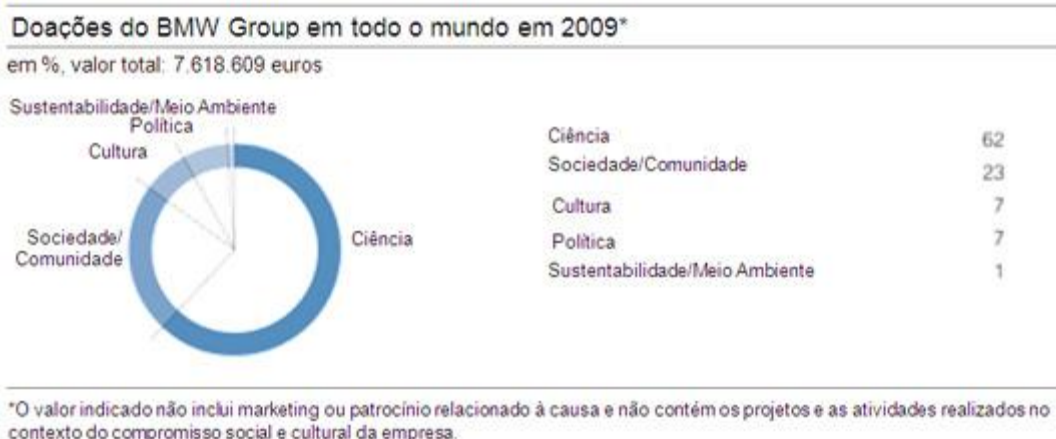 Doações do BMW Group em todo o mundo em 2009*
em %, valor total: 7.618.609 euros
Sustentabilidade/Meio Ambiente
Política
Cultura
Sociedade/
Comunidade
Ciência
Ciência 62
Sociedade/Comunidade 23
Cultura 7
Política 7
Sustentabilidade/Meio Ambiente 1
*O valor indicado não inclui marketing ou patrocínio relacionado à causa e não contém os projetos e as atividades realizados no
contexto do compromisso social e cultural da empresa.